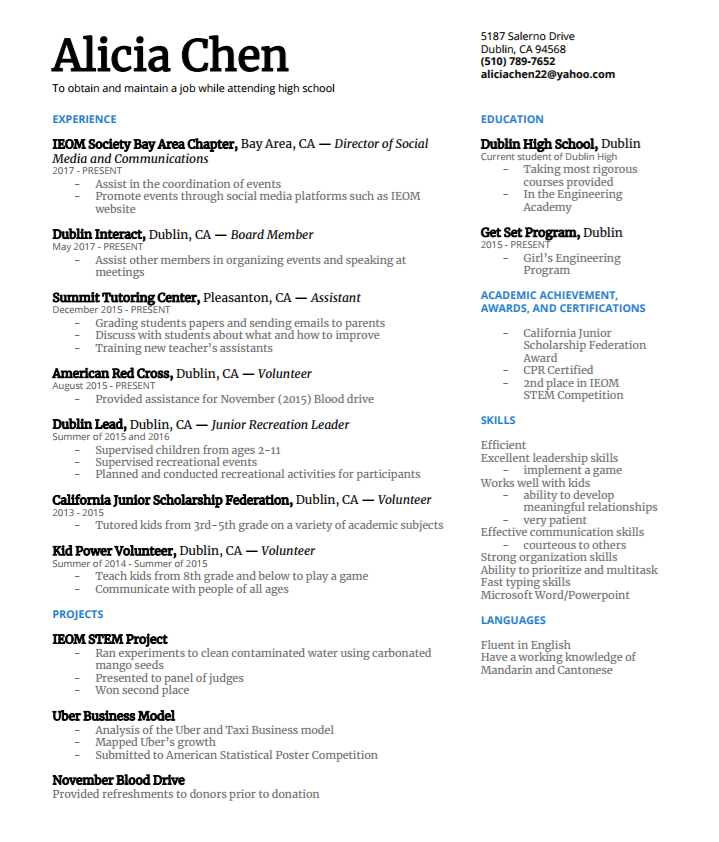 Alicia Chen
To obtain and maintain a job while attending high school
5187 Salerno Drive
Dublin, CA 94568
(510) 789-7652
aliciachen22@yahoo.com
EXPERIENCE
IEOM Society Bay Area Chapter, Bay Area, CA — Director of Social
Media and Communications
2017 - PRESENT
- Assist in the coordination of events
- Promote events through social media platforms such as IEOM
website
Dublin Interact, Dublin, CA — Board Member
May 2017 - PRESENT
- Assist other members in organizing events and speaking at
meetings
Summit Tutoring Center, Pleasanton, CA — Assistant
December 2015 - PRESENT
- Grading students papers and sending emails to parents
- Discuss with students about what and how to improve
- Training new teacher's assistants
American Red Cross, Dublin, CA — Volunteer
August 2015 - PRESENT
- Provided assistance for November (2015) Blood drive
Dublin Lead, Dublin, CA — Junior Recreation Leader
Summer of 2015 and 2016
- Supervised children from ages 2-11
- Supervised recreational events
- Planned and conducted recreational activities for participants
California Junior Scholarship Federation, Dublin, CA — Volunteer
2013 - 2015
- Tutored kids from 3rd-5th grade on a variety of academic subjects
Kid Power Volunteer, Dublin, CA — Volunteer
Summer of 2014 - Summer of 2015
- Teach kids from 8th grade and below to play a game
- Communicate with people of all ages
PROJECTS
IEOM STEM Project
- Ran experiments to clean contaminated water using carbonated
mango seeds
- Presented to panel of judges
- Won second place
Uber Business Model
- Analysis of the Uber and Taxi Business model
- Mapped Uber's growth
- Submitted to American Statistical Poster Competition
November Blood Drive
Provided refreshments to donors prior to donation
EDUCATION
Dublin High School, Dublin
Current student of Dublin High
- Taking most rigorous
courses provided
- In the Engineering
Academy
Get Set Program, Dublin
2015 - PRESENT
- Girl's Engineering
Program
ACADEMIC ACHIEVEMENT,
AWARDS, AND CERTIFICATIONS
- California Junior
Scholarship Federation
Award
- CPR Certified
- 2nd place in IEOM
STEM Competition
SKILLS
Efficient
Excellent leadership skills
- implement a game
Works well with kids
- ability to develop
meaningful relationships
- very patient
Effective communication skills
- courteous to others
Strong organization skills
Ability to prioritize and multitask
Fast typing skills
Microsoft Word/Powerpoint
LANGUAGES
Fluent in English
Have a working knowledge of
Mandarin and Cantonese